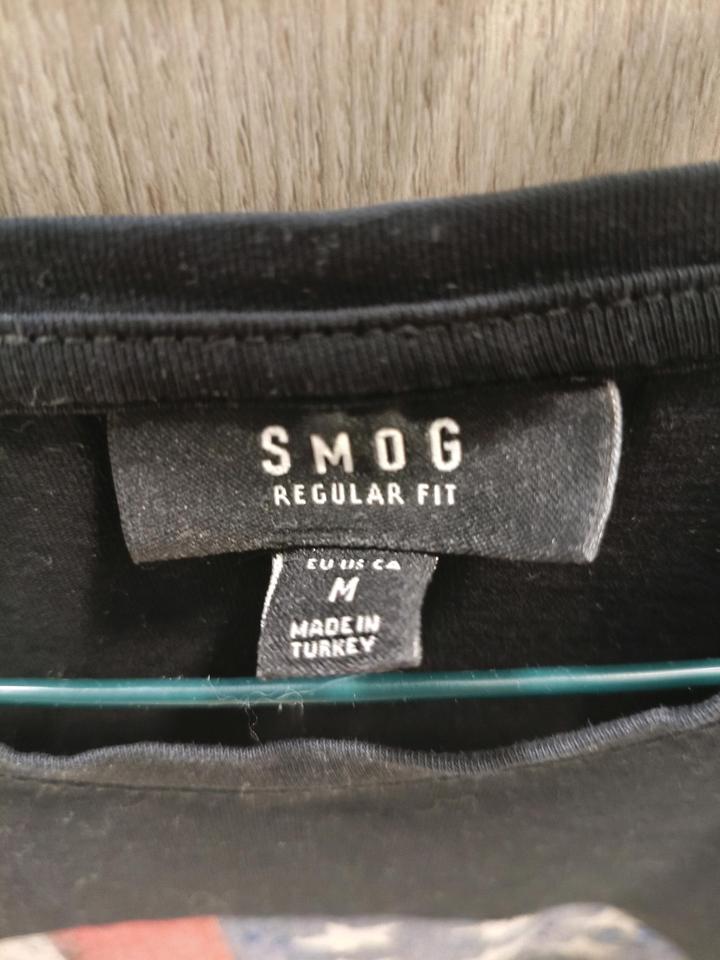 SMOG
REGULAR FIT
EU US CA
M
MADE IN
TURKEY